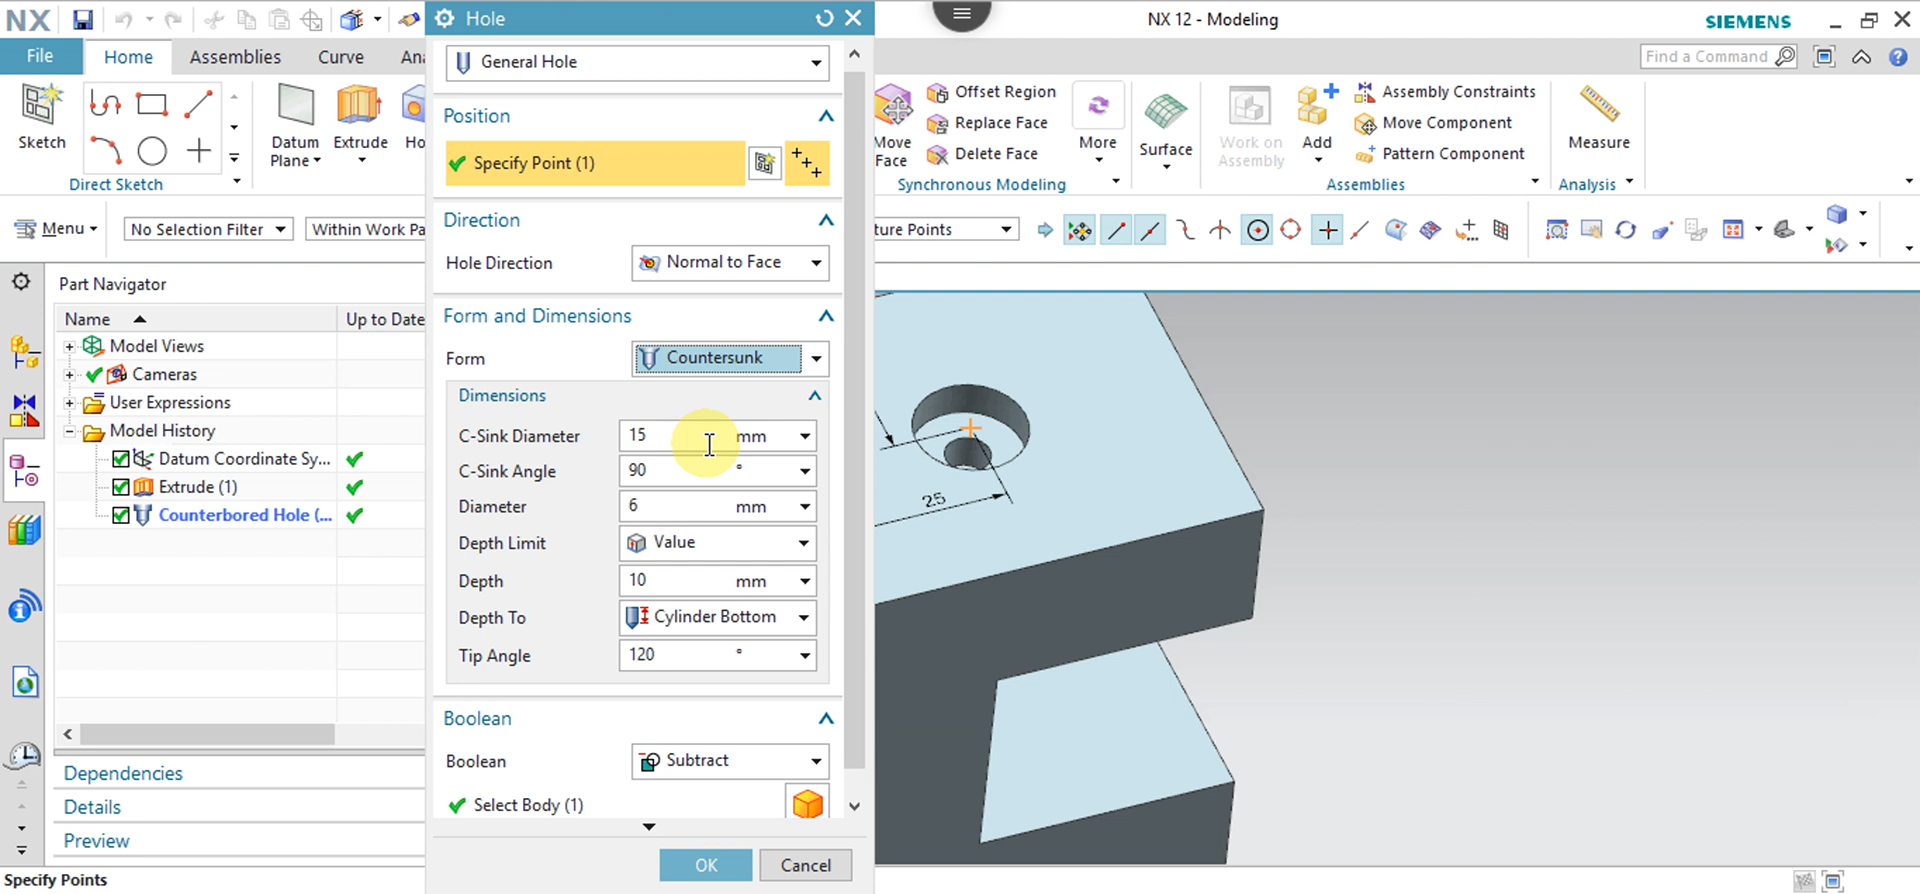 NX
Hole
NX 12 - Modeling
SIEMENS
File
Home
Assemblies
Curve
General Hole
Find a Command
Sketch
Datum
Plane
Extrude
Direct Sketch
Position
Specify Point (1)
Move
Face
Offset Region
Replace Face
Delete Face
More
Surface
Synchronous Modeling
Work on
Assembly
Add
Assembly Constraints
Move Component
Pattern Component
Assemblies
Measure
Analysis
Menu
No Selection Filter
Within Work Pa
ture Points
Direction
Hole Direction
Normal to Face
Part Navigator
Name
Up to Date
Model Views
Cameras
User Expressions
Model History
Datum Coordinate Sy...
Extrude (1)
Counterbored Hole (...
Dependencies
Details
Preview
Form and Dimensions
Form
Countersunk
Dimensions
C-Sink Diameter
15
mm
C-Sink Angle
90
°
Diameter
6
mm
Depth Limit
Value
Depth
10
mm
Depth To
Cylinder Bottom
Tip Angle
120
°
Boolean
Boolean
Subtract
Select Body (1)
OK
Cancel
25
Specify Points